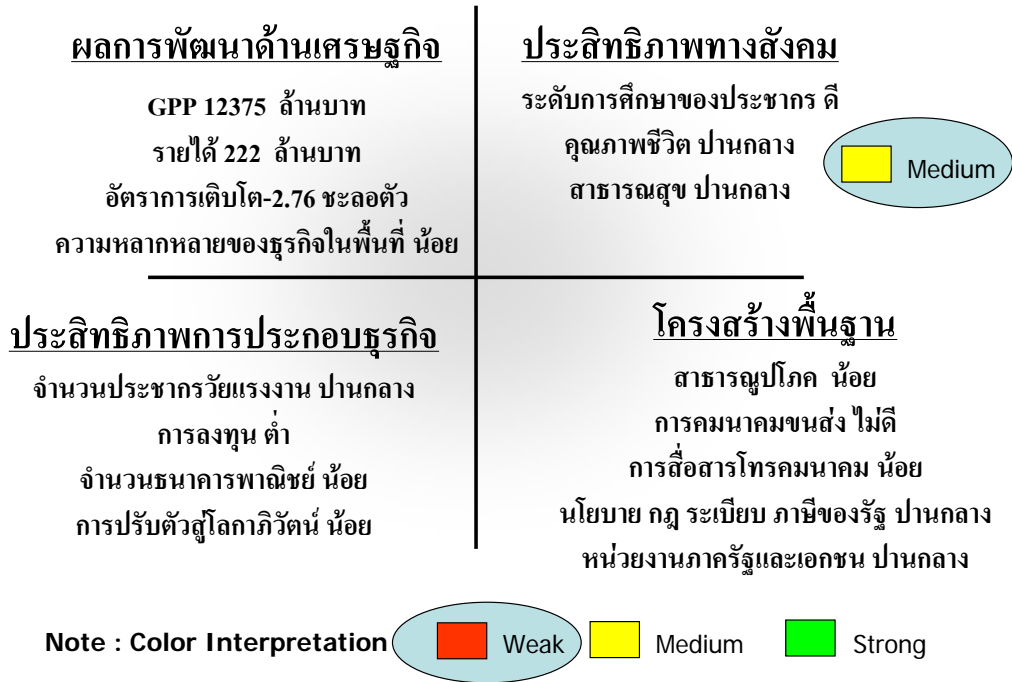 ผลการพัฒนาด้านเศรษฐกิจ
GPP 12375 ล้านบาท
รายได้ 222 ล้านบาท
อัตราการเติบโต-2.76 ชะลอตัว
ความหลากหลายของธุรกิจในพื้นที่ น้อย
ประสิทธิภาพทางสังคม
ระดับการศึกษาของประชากร ดี
คุณภาพชีวิต ปานกลาง
สาธารณสุข ปานกลาง
Medium
ประสิทธิภาพการประกอบธุรกิจ
จำนวนประชากรวัยแรงงาน ปานกลาง
การลงทุน ต่ำ
จำนวนธนาคารพาณิชย์ น้อย
การปรับตัวสู่โลกาภิวัตน์ น้อย
โครงสร้างพื้นฐาน
สาธารณูปโภค น้อย
การคมนาคมขนส่ง ไม่ดี
การสื่อสารโทรคมนาคม น้อย
นโยบาย กฎ ระเบียบ ภาษีของรัฐ ปานกลาง
หน่วยงานภาครัฐและเอกชน ปานกลาง
Note : Color Interpretation Weak Medium Strong